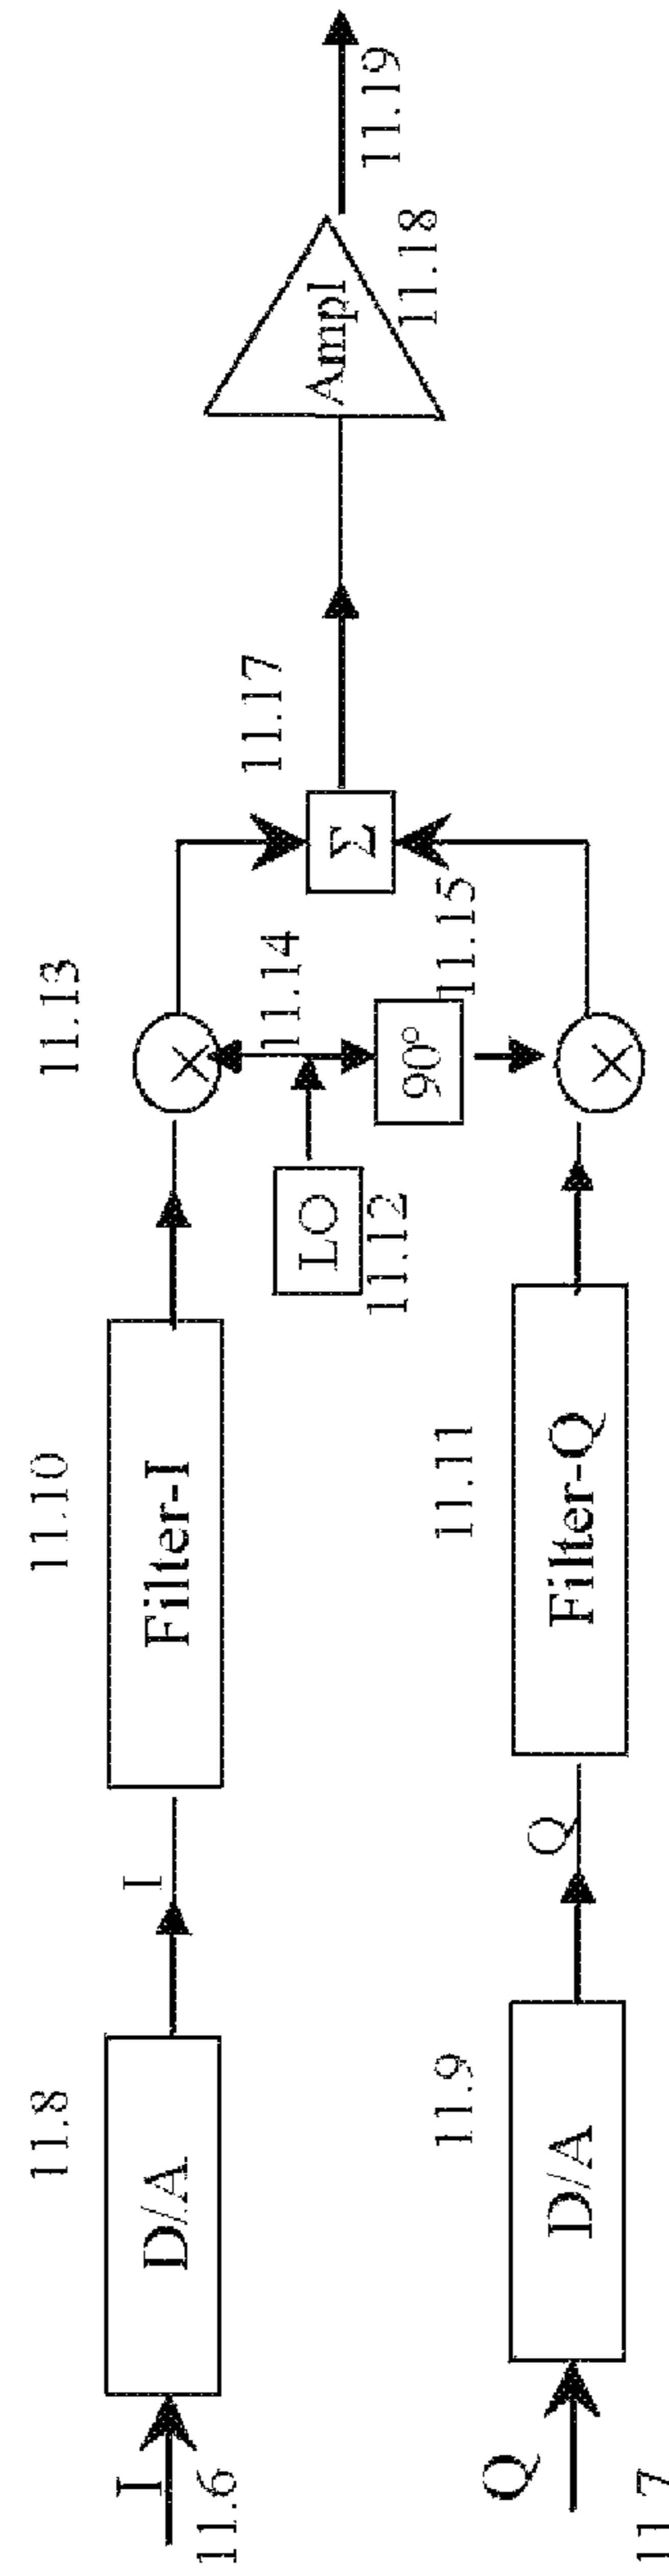 I
11.6
11.8
D/A
I
11.10
Filter-I
11.13
X
11.14
LO
11.12
90°
11.15
Σ
11.17
Ampl
11.18
11.19
Q
11.7
11.9
D/A
Q
11.11
Filter-Q
X